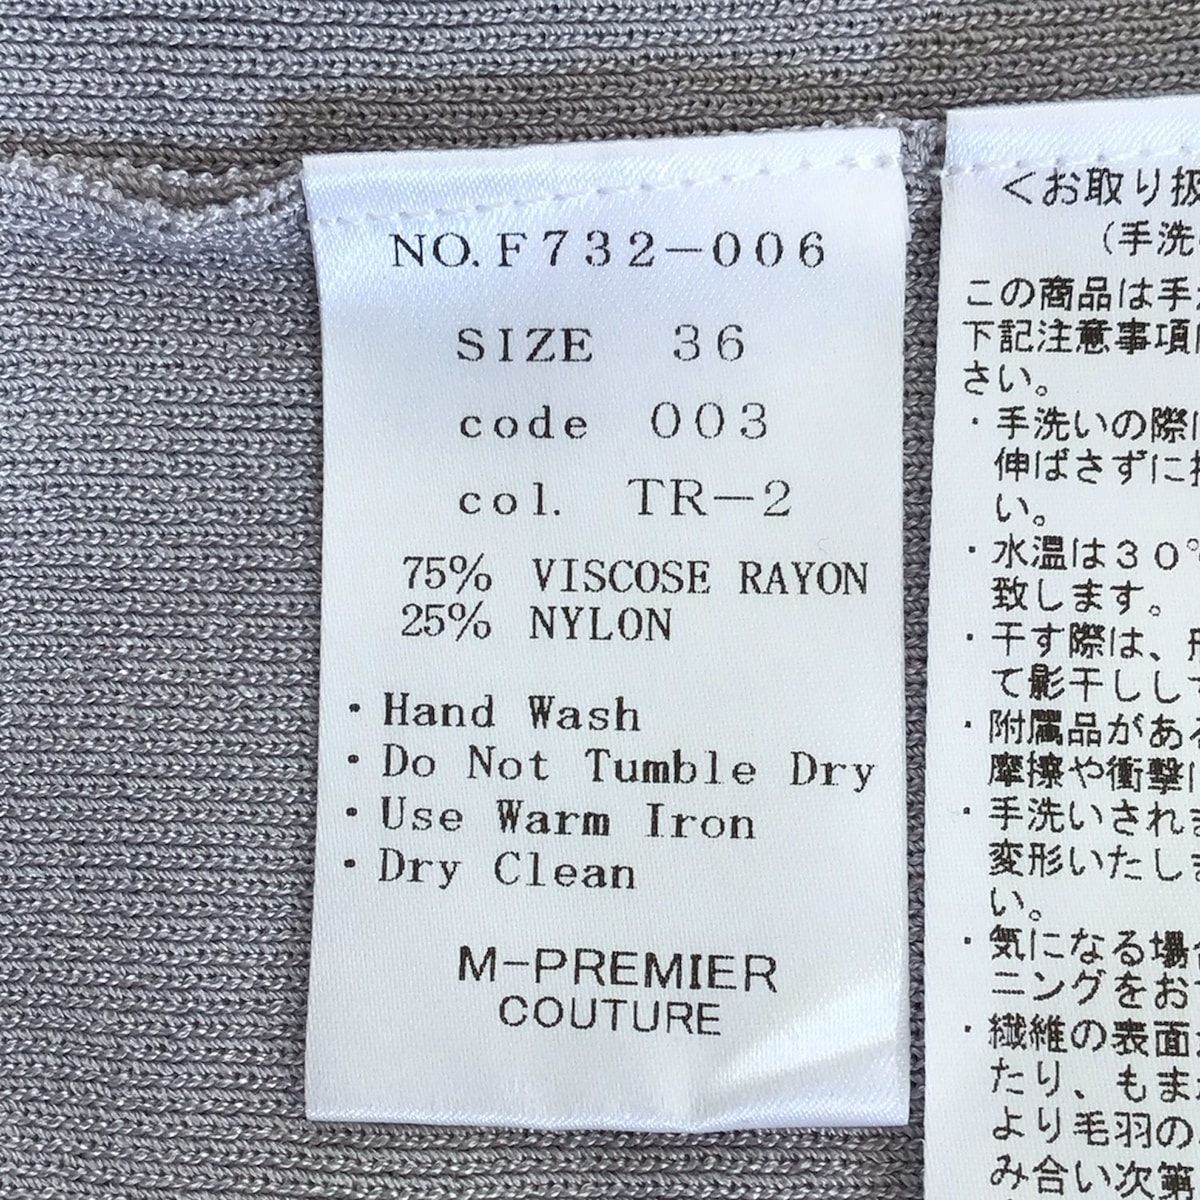 NO. F732-006
SIZE 36
code 003
col. TR-2
75% VISCOSE RAYON
25% NYLON
・Hand Wash
・Do Not Tumble Dry
・Use Warm Iron
・Dry Clean
M-PREMIER
COUTURE
＜お取り扱
(手洗
この商品は手
下記注意事項
さい。
・手洗いの際
伸ばさずに
い。
・水温は30°
致します。
・干す際は、
て影干しし
・附属品がある
摩擦や衝撃に
・手洗いされ
変形いたしま
い。
・気になる場合
ニングをお
・繊維の表面
たり、もま
より毛羽の
み合い次第